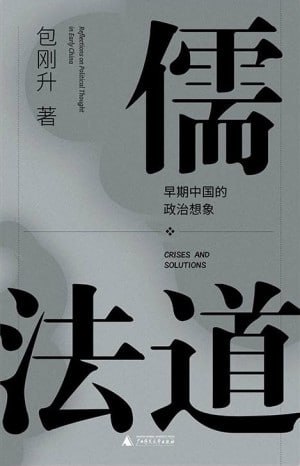 包刚升 著
Reflections on Political Thought
in Early China
儒
道
法
早期中国的
政治想象
CRISES AND
SOLUTIONS